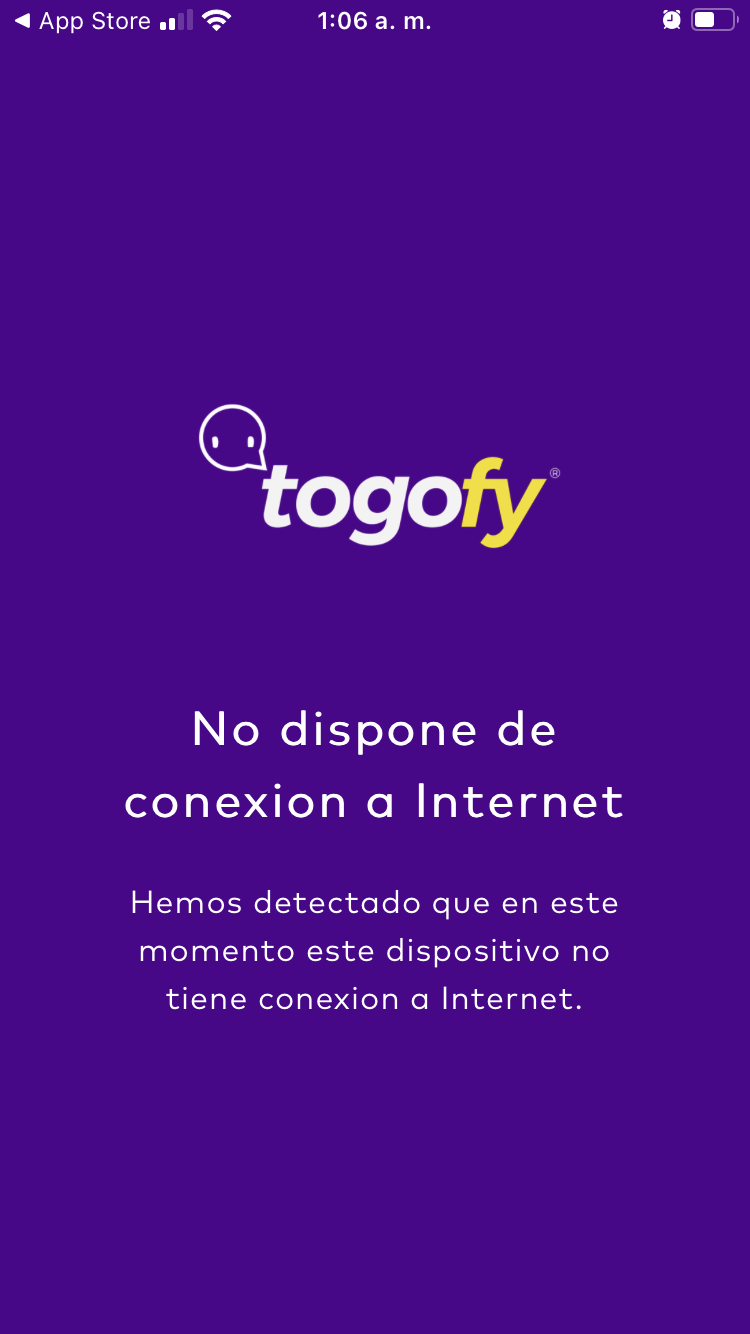 ◀ App Store 1:06 a. m.
togofy®
No dispone de
conexion a Internet
Hemos detectado que en este
momento este dispositivo no
tiene conexion a Internet.